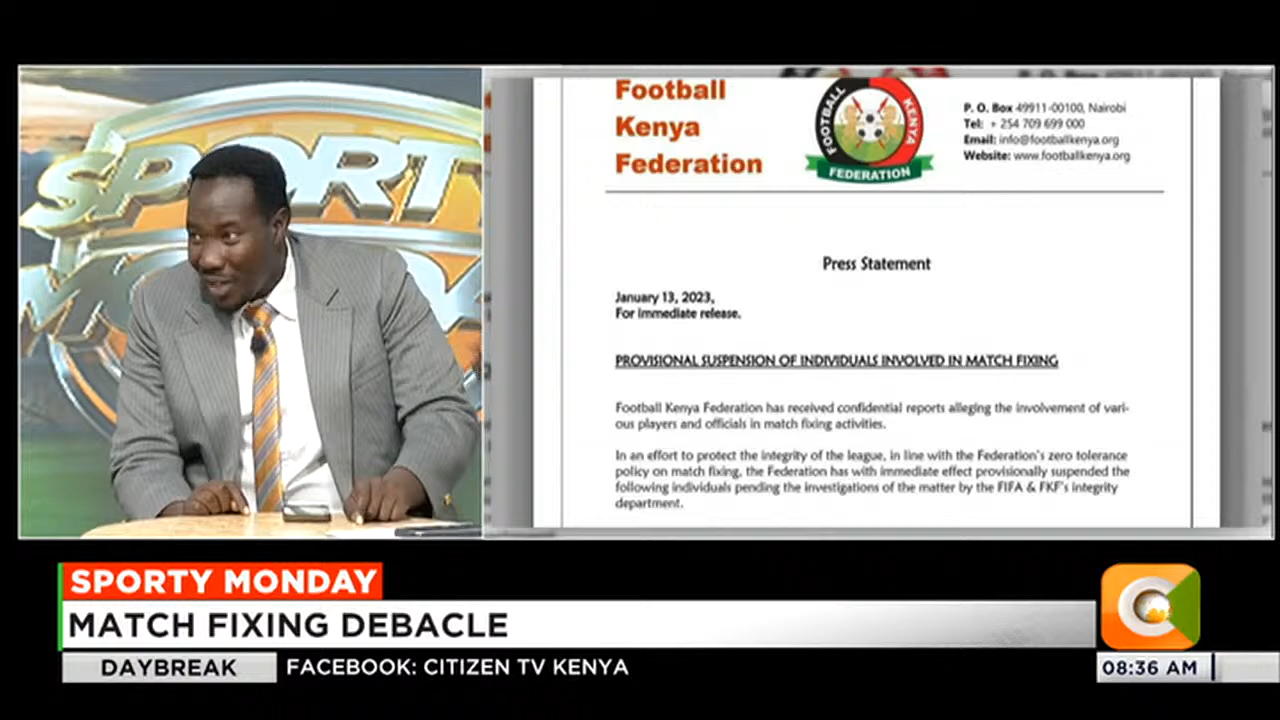 SPORTY
MONDAY
Football
Kenya
Federation
FOOTBALL KENYA
FEDERATION
P. O. Box 49911-00100, Nairobi
Tel: + 254 709 699 000
Email: info@footballkenya.org
Website: www.footballkenya.org
Press Statement
January 13, 2023,
For immediate release.
PROVISIONAL SUSPENSION OF INDIVIDUALS INVOLVED IN MATCH FIXING
Football Kenya Federation has received confidential reports alleging the involvement of vari-
ous players and officials in match fixing activities.
In an effort to protect the integrity of the league, in line with the Federation's zero tolerance
policy on match fixing, the Federation has with immediate effect provisionally suspended the
following individuals pending the investigations of the matter by the FIFA & FKF's integrity
department.
SPORTY MONDAY
MATCH FIXING DEBACLE
DAYBREAK FACEBOOK: CITIZEN TV KENYA
08:36 AM